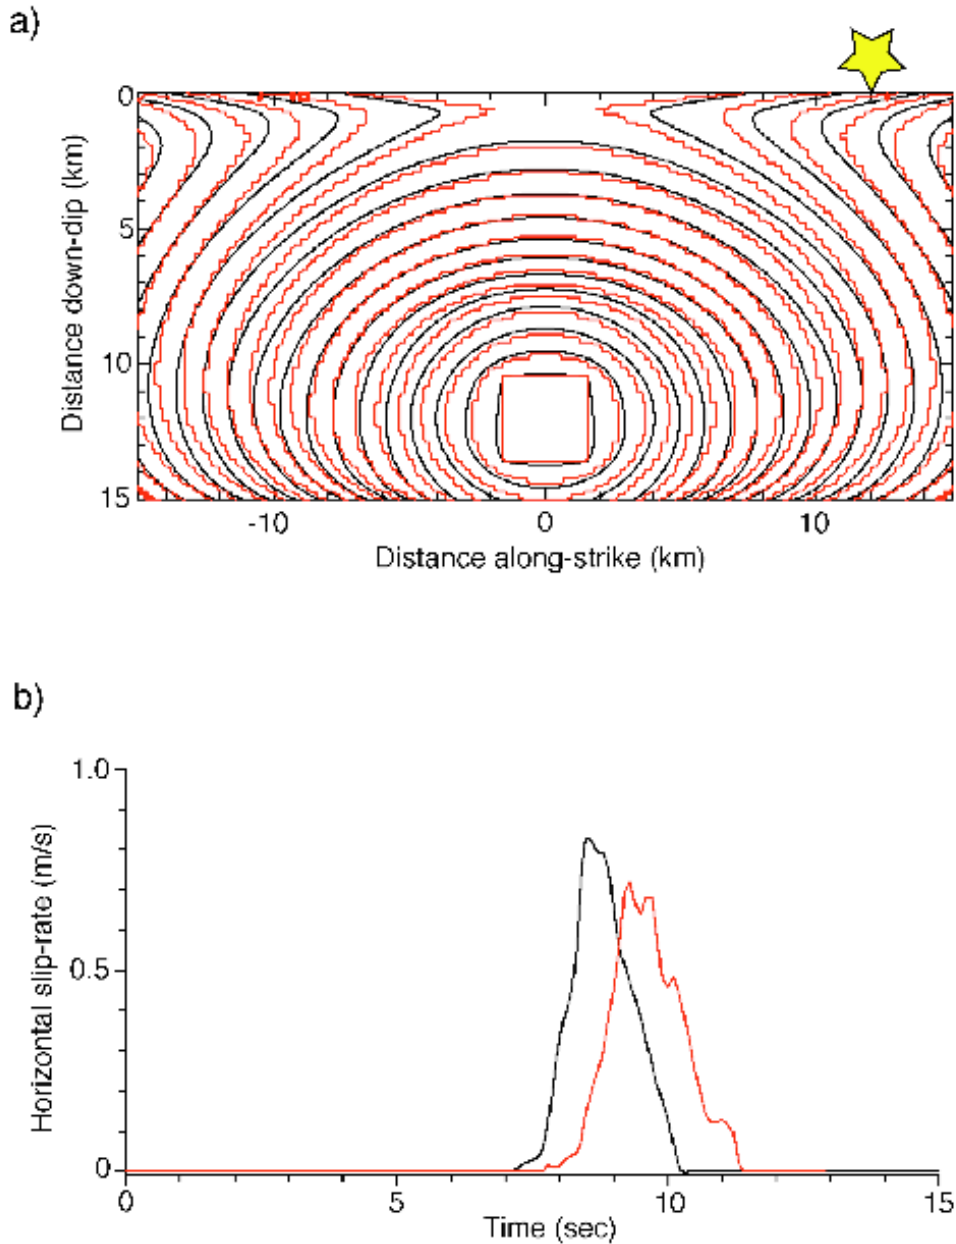 a)
0
5
10
15
Distance down-dip (km)
-10 0 10
Distance along-strike (km)
b)
1.0
0.5
0
Horizontal slip-rate (m/s)
0 5 10 15
Time (sec)